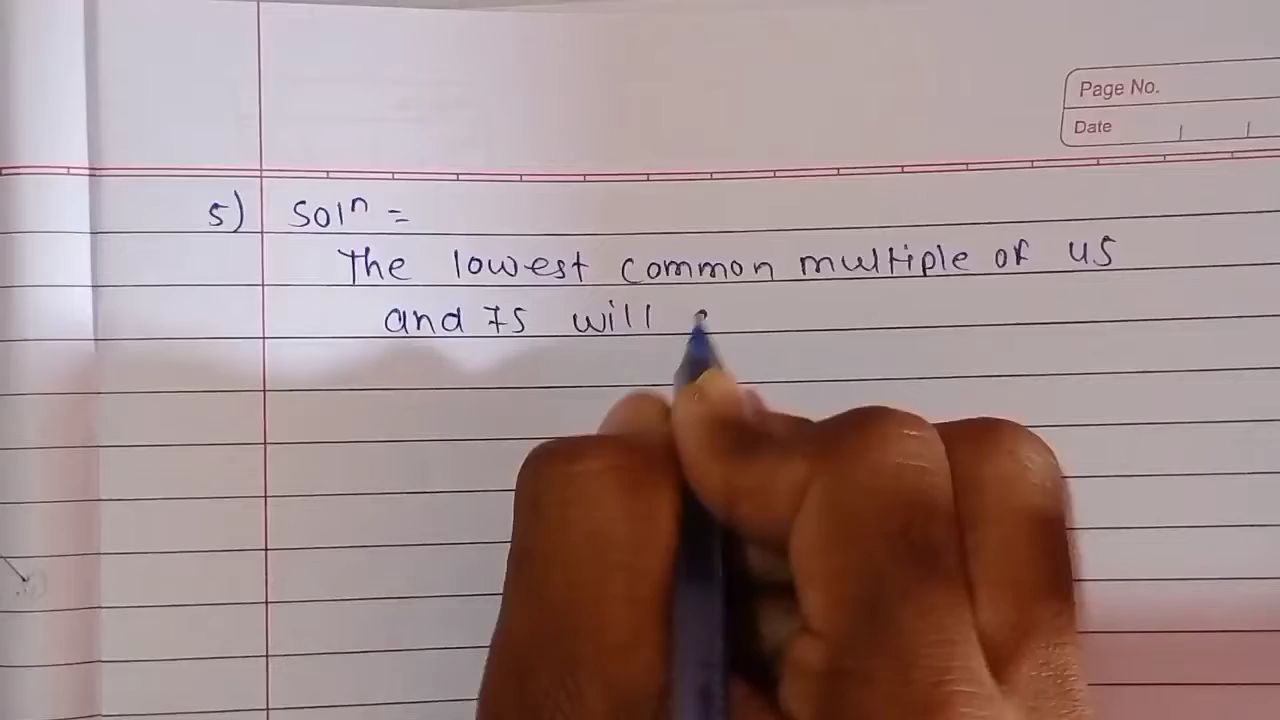 Page No.
Date
5) Solⁿ =
The lowest common multiple of 45
and 75 will